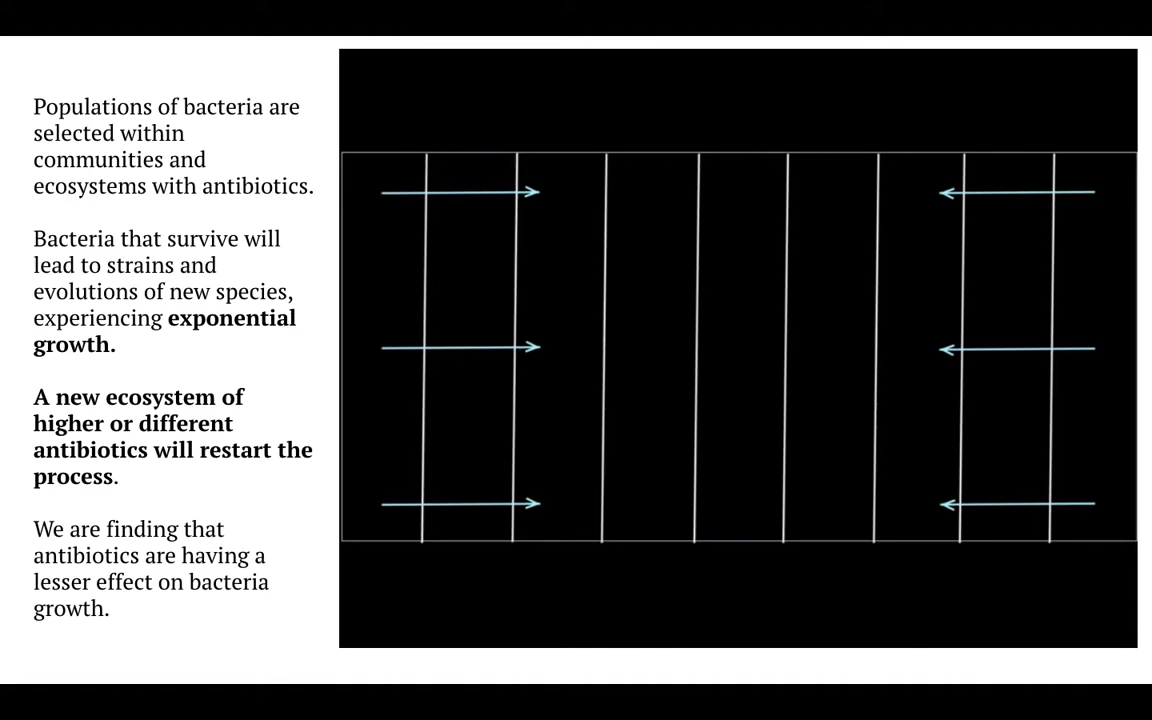 Populations of bacteria are
selected within
communities and
ecosystems with antibiotics.
Bacteria that survive will
lead to strains and
evolutions of new species,
experiencing exponential
growth.
A new ecosystem of
higher or different
antibiotics will restart the
process.
We are finding that
antibiotics are having a
lesser effect on bacteria
growth.